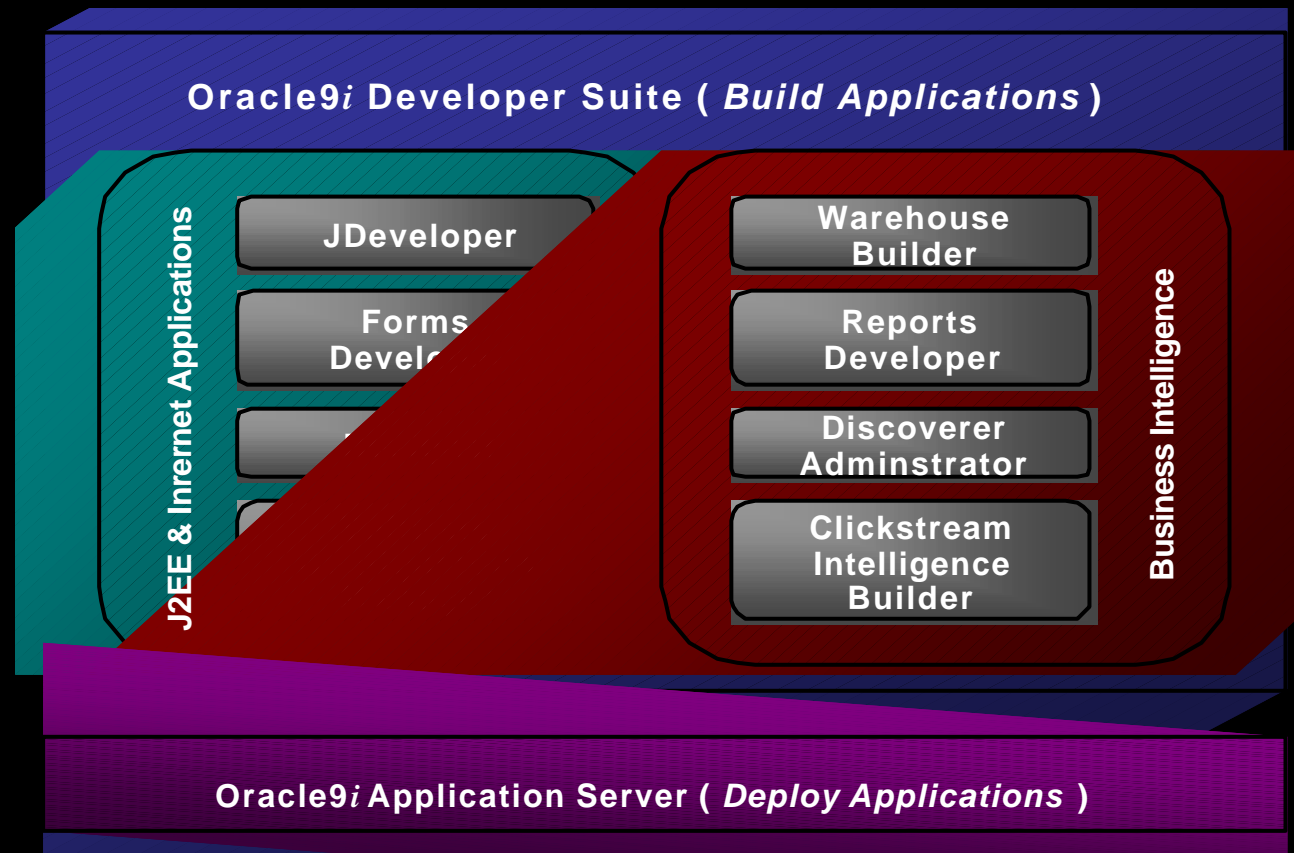 Oracle9i Developer Suite ( Build Applications )
J2EE & Inrernet Applications
JDeveloper
Forms
Warehouse
Builder
Reports
Developer
Discoverer
Adminstrator
Clickstream
Intelligence
Builder
Business Intelligence
Oracle9i Application Server ( Deploy Applications )